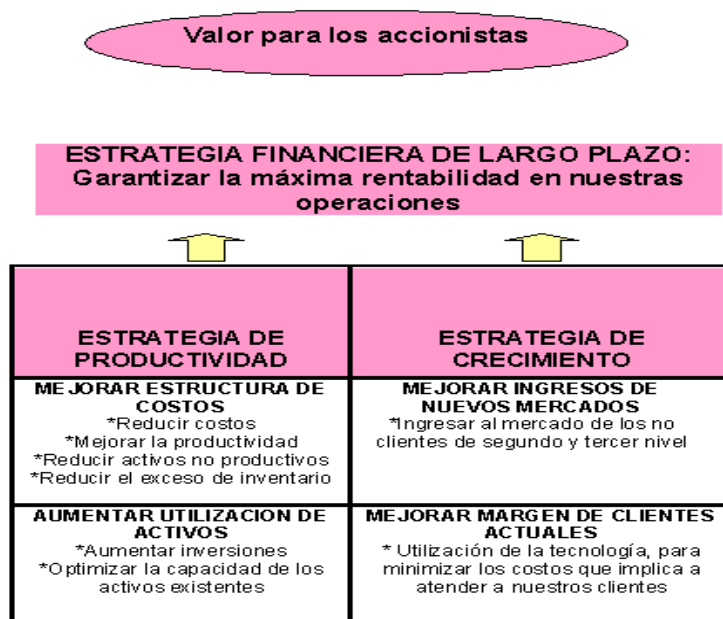 Valor para los accionistas
ESTRATEGIA FINANCIERA DE LARGO PLAZO:
Garantizar la máxima rentabilidad en nuestras
operaciones
ESTRATEGIA DE
PRODUCTIVIDAD
ESTRATEGIA DE
CRECIMIENTO
MEJORAR ESTRUCTURA DE
COSTOS
*Reducir costos
*Mejorar la productividad
*Reducir activos no productivos
*Reducir el exceso de inventario
MEJORAR INGRESOS DE
NUEVOS MERCADOS
*Ingresar al mercado de los no
clientes de segundo y tercer nivel
AUMENTAR UTILIZACION DE
ACTIVOS
*Aumentar inversiones
*Optimizar la capacidad de los
activos existentes
MEJORAR MARGEN DE CLIENTES
ACTUALES
* Utilización de la tecnología, para
minimizar los costos que implica a
atender a nuestros clientes